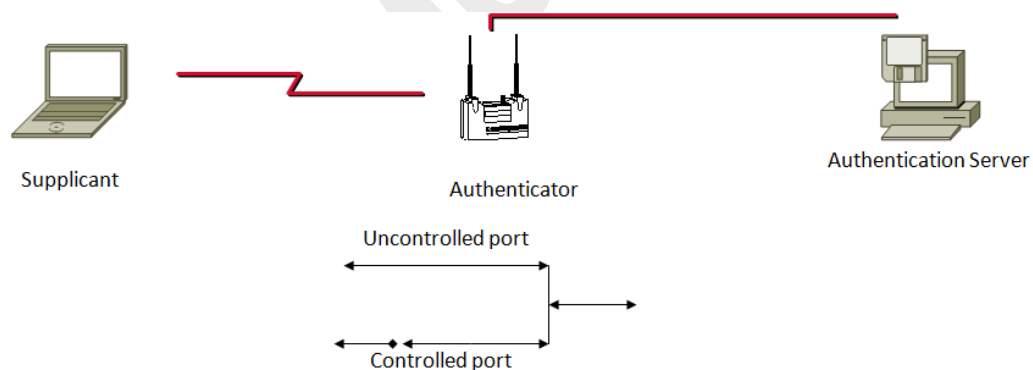 Supplicant
Authenticator
Authentication Server
Uncontrolled port
Controlled port